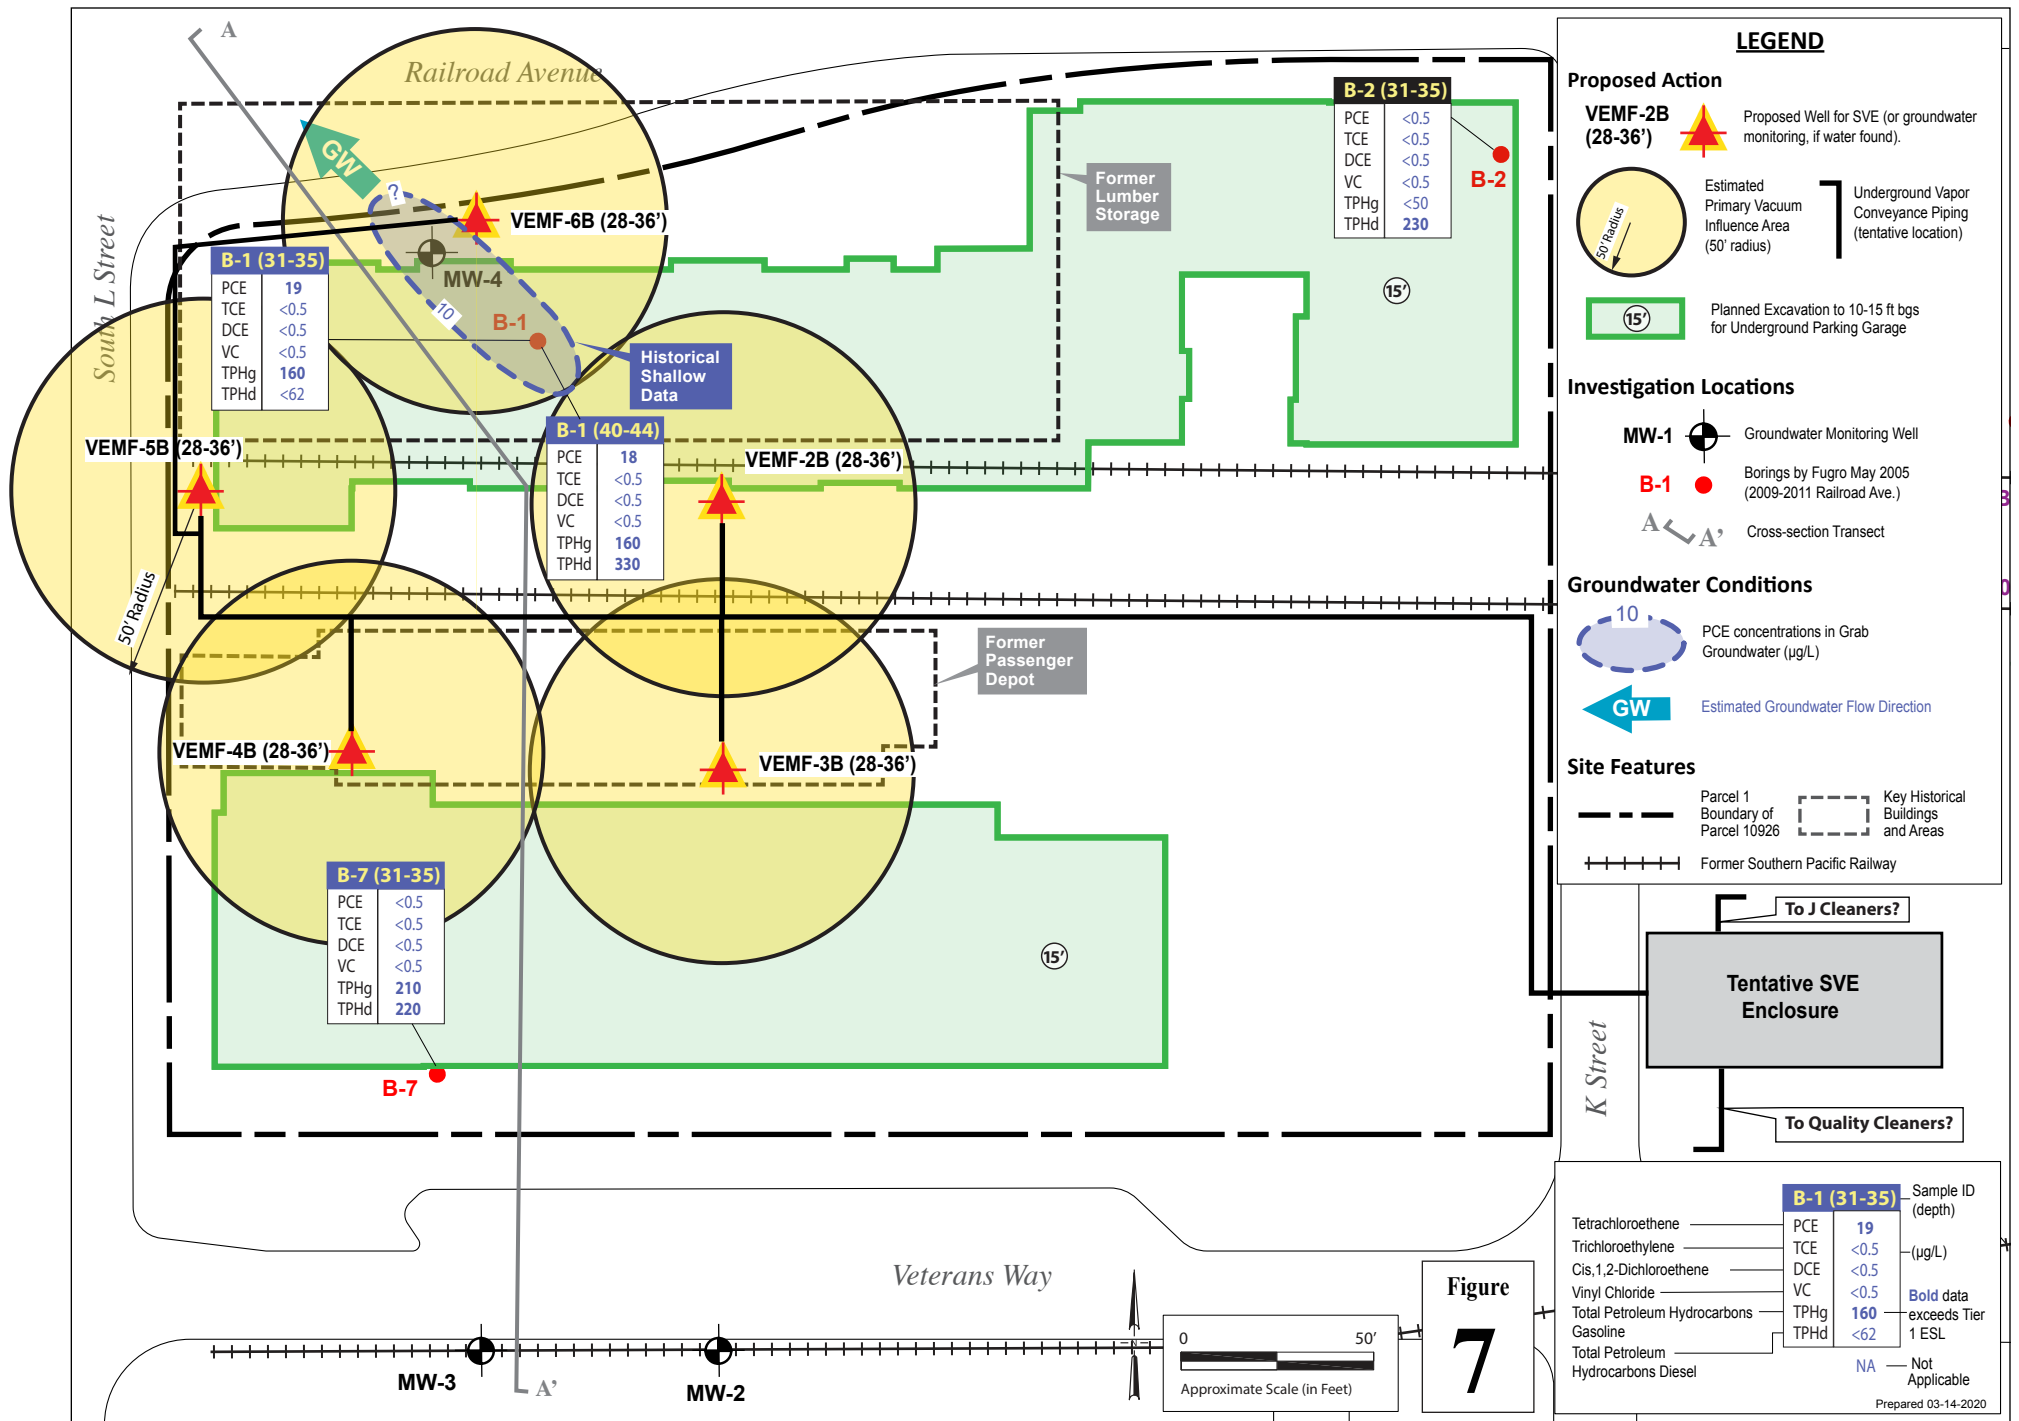 A
Railroad Avenue
GW
?
VEMF-6B (28-36')
MW-4
10
B-1
South L Street
B-1 (31-35)
PCE 19
TCE <0.5
DCE <0.5
VC <0.5
TPHg 160
TPHd <62
Historical
Shallow
Data
Former
Lumber
Storage
B-2 (31-35)
PCE <0.5
TCE <0.5
DCE <0.5
VC <0.5
TPHg <50
TPHd 230
B-2
15'
VEMF-5B (28-36')
B-1 (40-44)
PCE 18
TCE <0.5
DCE <0.5
VC <0.5
TPHg 160
TPHd 330
VEMF-2B (28-36')
50' Radius
Former
Passenger
Depot
VEMF-4B (28-36')
VEMF-3B (28-36')
B-7 (31-35)
PCE <0.5
TCE <0.5
DCE <0.5
VC <0.5
TPHg 210
TPHd 220
15'
B-7
K Street
Veterans Way
MW-3
MW-2
A'
N
0 50'
Approximate Scale (in Feet)
Figure
7
LEGEND
Proposed Action
VEMF-2B
(28-36')
Proposed Well for SVE (or groundwater
monitoring, if water found).
50' Radius
Estimated
Primary Vacuum
Influence Area
(50' radius)
Underground Vapor
Conveyance Piping
(tentative location)
15'
Planned Excavation to 10-15 ft bgs
for Underground Parking Garage
Investigation Locations
MW-1
Groundwater Monitoring Well
B-1
Borings by Fugro May 2005
(2009-2011 Railroad Ave.)
A A'
Cross-section Transect
Groundwater Conditions
10
PCE concentrations in Grab
Groundwater (µg/L)
GW
Estimated Groundwater Flow Direction
Site Features
Parcel 1
Boundary of
Parcel 10926
Key Historical
Buildings
and Areas
Former Southern Pacific Railway
To J Cleaners?
Tentative SVE
Enclosure
To Quality Cleaners?
B-1 (31-35)
Sample ID
(depth)
Tetrachloroethene PCE 19
Trichloroethylene TCE <0.5 (µg/L)
Cis,1,2-Dichloroethene DCE <0.5
Vinyl Chloride VC <0.5
Total Petroleum Hydrocarbons
Gasoline
TPHg 160
Bold data
exceeds Tier
1 ESL
Total Petroleum
Hydrocarbons Diesel
TPHd <62
NA Not
Applicable
Prepared 03-14-2020